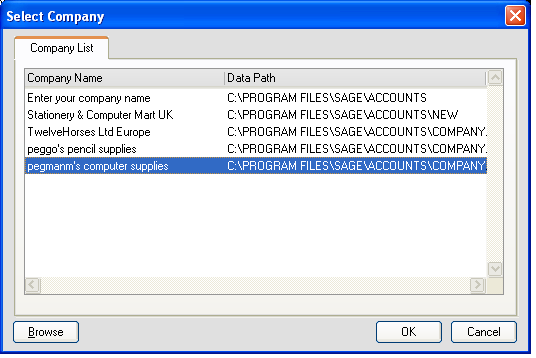 Select Company
Company List
Company Name Data Path
Enter your company name C:\PROGRAM FILES\SAGE\ACCOUNTS
Stationery & Computer Mart UK C:\PROGRAM FILES\SAGE\ACCOUNTS\NEW
TwelveHorses Ltd Europe C:\PROGRAM FILES\SAGE\ACCOUNTS\COMPANY.
peggo's pencil supplies C:\PROGRAM FILES\SAGE\ACCOUNTS\COMPANY.
pegmanm's computer supplies C:\PROGRAM FILES\SAGE\ACCOUNTS\COMPANY
Browse OK Cancel